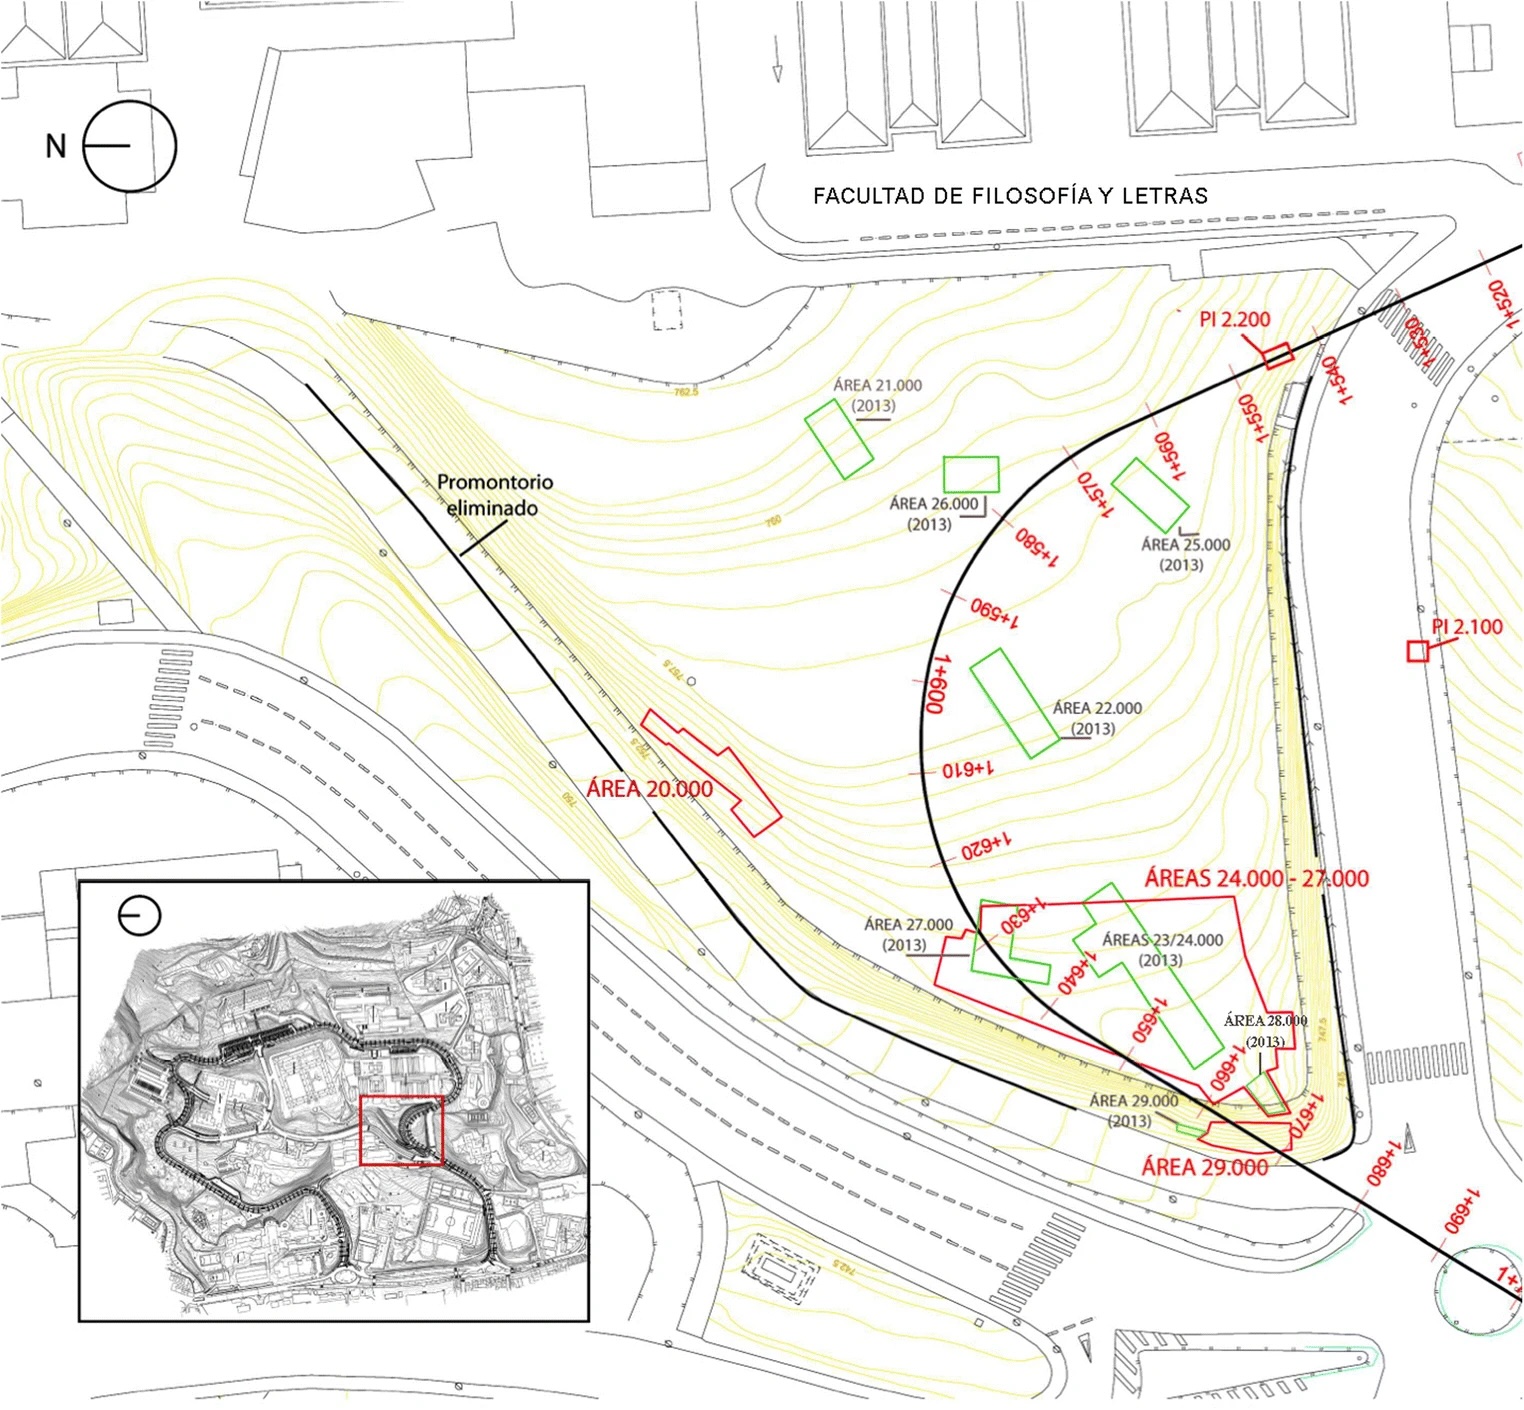 N
FACULTAD DE FILOSOFÍA Y LETRAS
1+520
PI 2.200
1+530
1+540
762.5
ÁREA 21.000
(2013)
1+550
1+560
Promontorio
eliminado
1+570
ÁREA 26.000
(2013)
760
1+580
ÁREA 25.000
(2013)
1+590
PI 2.100
757.5
1+600
ÁREA 22.000
(2013)
752.5
1+610
ÁREA 20.000
750
1+620
ÁREAS 24.000 - 27.000
1+630
ÁREA 27.000
(2013)
ÁREAS 23/24.000
(2013)
1+640
1+650
ÁREA 28.000
(2013)
747.5
1+660
745
ÁREA 29.000
(2013)
1+670
ÁREA 29.000
1+680
1+690
742.5
1+